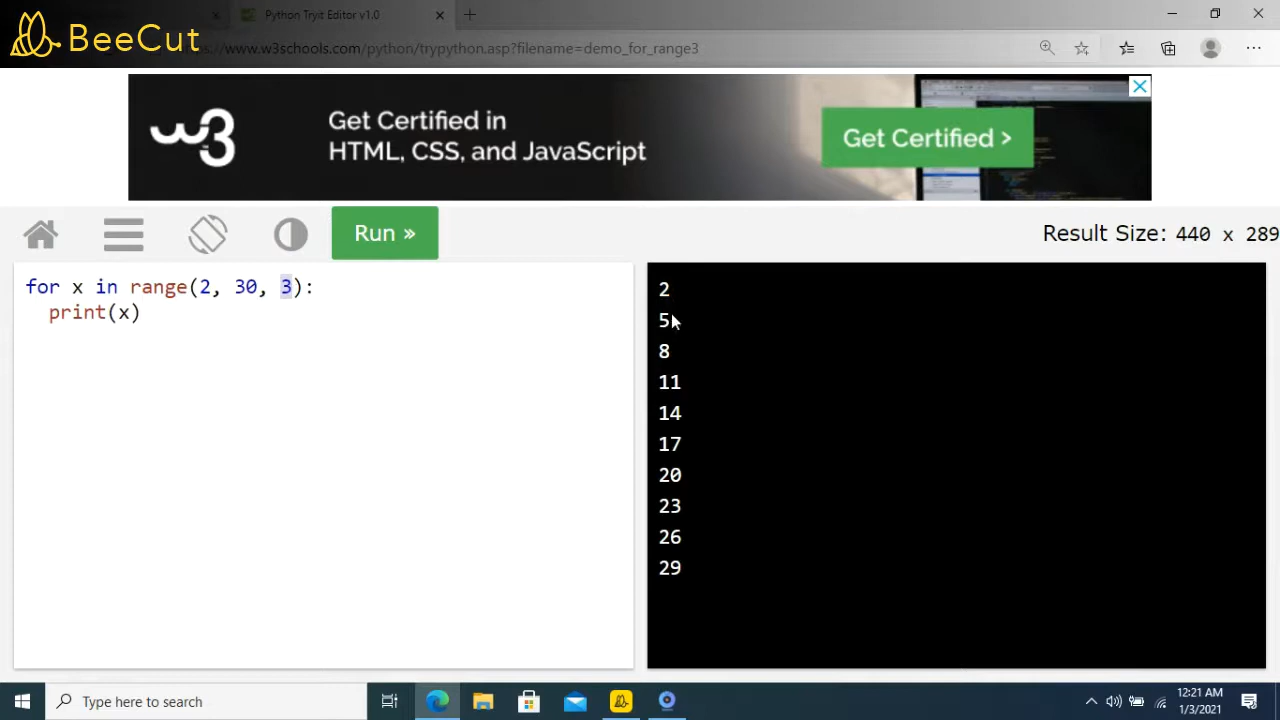 BeeCut
Python Tryit Editor v1.0
https://www.w3schools.com/python/trypython.asp?filename=demo_for_range3
w3
Get Certified in
HTML, CSS, and JavaScript
Get Certified >
Run »
Result Size: 440 x 289
for x in range(2, 30, 3):
print(x)
2
5
8
11
14
17
20
23
26
29
Type here to search
12:21 AM
1/3/2021